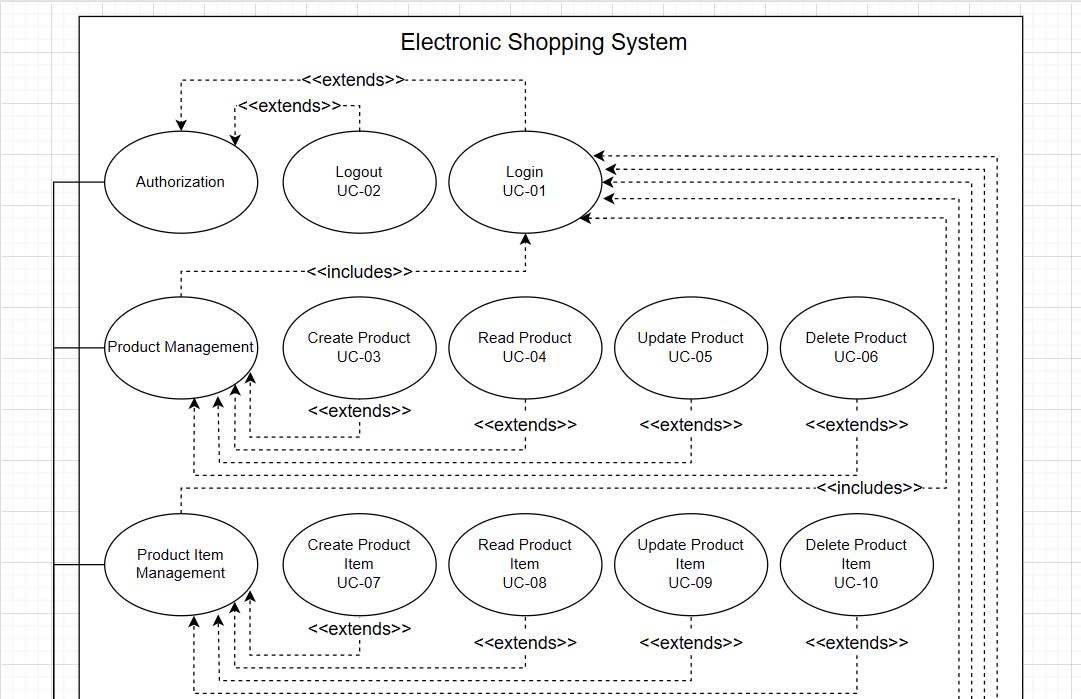 Electronic Shopping System
<<extends>>
<<extends>>
Authorization
Logout
UC-02
Login
UC-01
<<includes>>
Product Management
Create Product
UC-03
Read Product
UC-04
Update Product
UC-05
Delete Product
UC-06
<<extends>>
<<extends>>
<<extends>>
<<extends>>
<<includes>>
Product Item
Management
Create Product
Item
UC-07
Read Product
Item
UC-08
Update Product
Item
UC-09
Delete Product
Item
UC-10
<<extends>>
<<extends>>
<<extends>>
<<extends>>